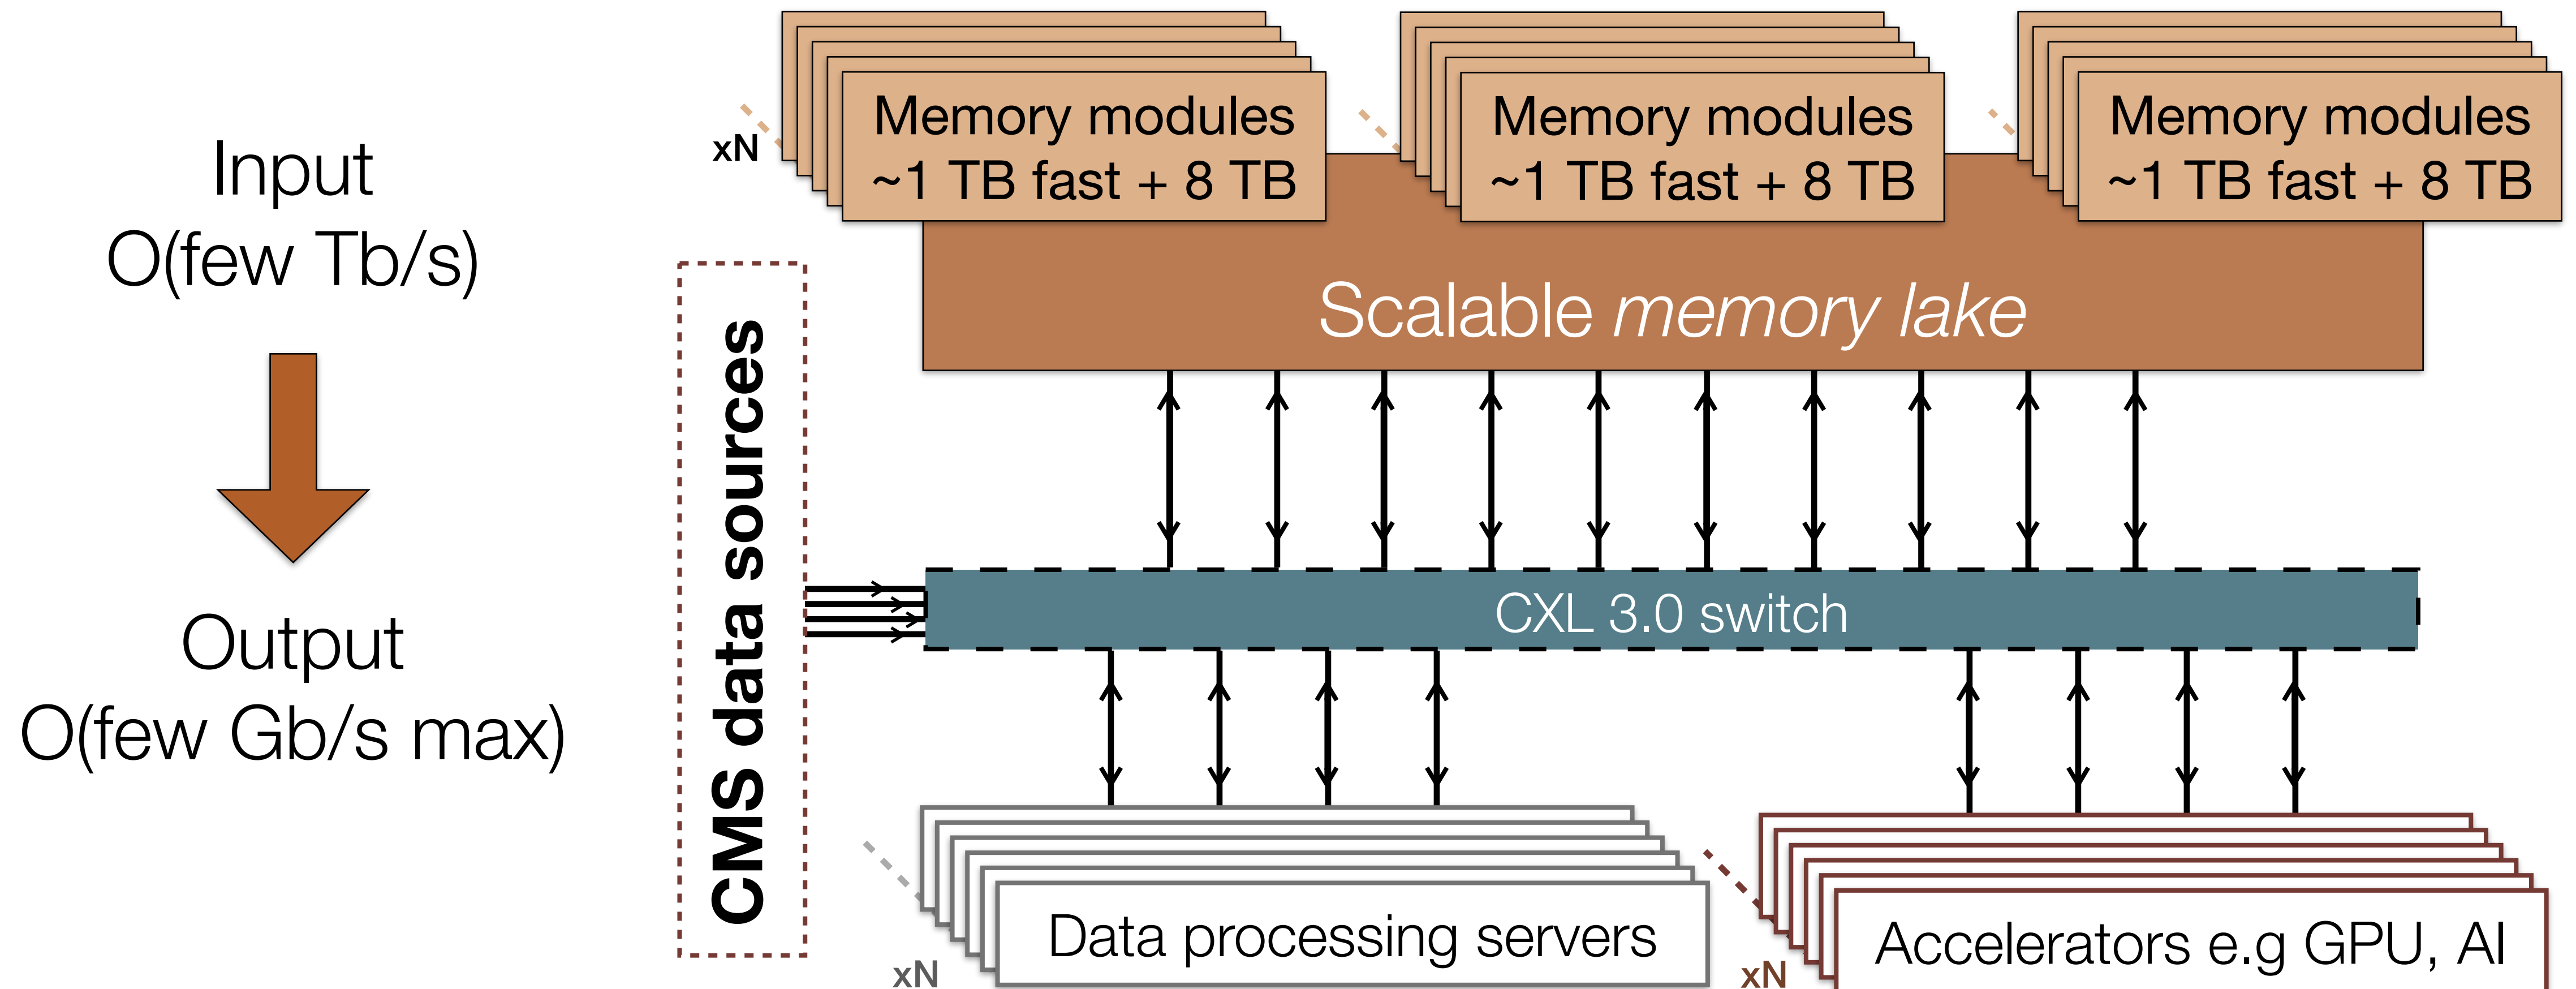 Input
O(few Tb/s)
Output
O(few Gb/s max)
CMS data sources
xN
Memory modules
~1 TB fast + 8 TB
Memory modules
~1 TB fast + 8 TB
Memory modules
~1 TB fast + 8 TB
Scalable memory lake
CXL 3.0 switch
Data processing servers
xN
Accelerators e.g GPU, AI
xN